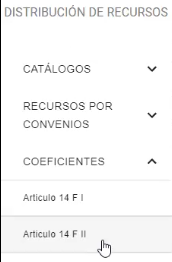 DISTRIBUCIÓN DE RECURSOS
CATÁLOGOS
RECURSOS POR
CONVENIOS
COEFICIENTES
Articulo 14 F I
Articulo 14 F II